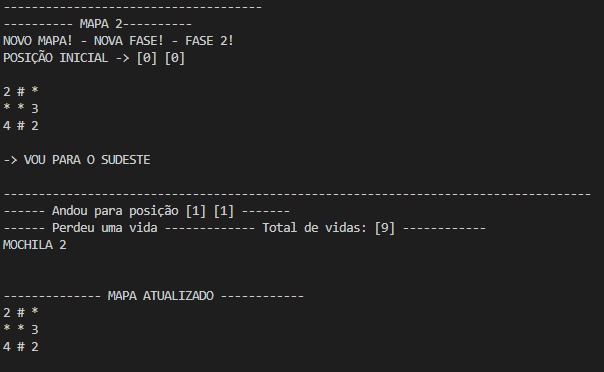 -------------------------------------
---------- MAPA 2----------
NOVO MAPA! - NOVA FASE! - FASE 2!
POSIÇÃO INICIAL -> [0] [0]
2 # *
* * 3
4 # 2
-> VOU PARA O SUDESTE
------------------------------------------------------------------------------------
------ Andou para posição [1] [1] -------
------ Perdeu uma vida ------------- Total de vidas: [9] ------------
MOCHILA 2
-------------- MAPA ATUALIZADO ------------
2 # *
* * 3
4 # 2